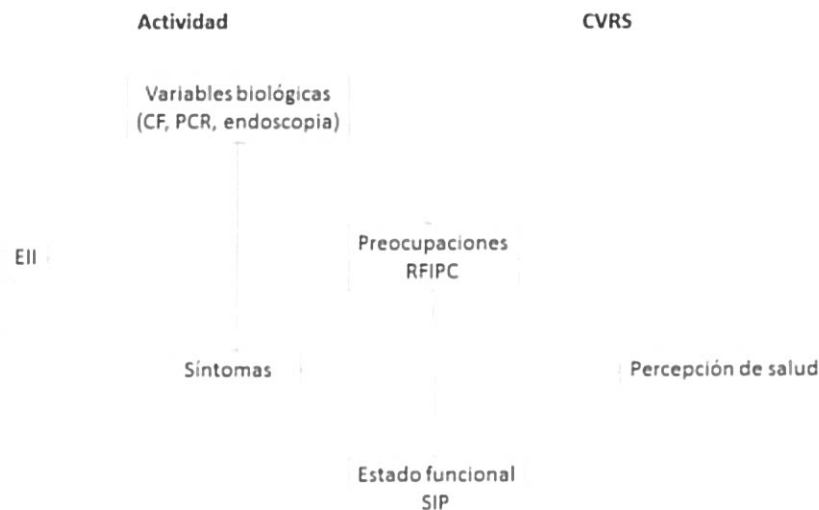 Actividad
CVRS
Variables biológicas
(CF, PCR, endoscopia)
EII
Preocupaciones
RFIPC
Síntomas
Percepción de salud
Estado funcional
SIP